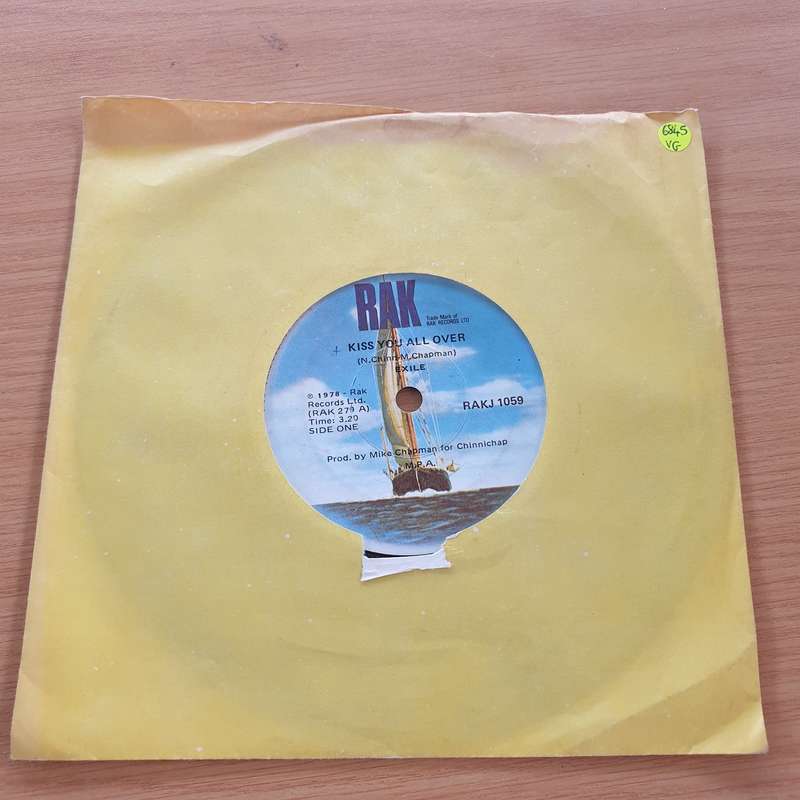 6845
VG
RAK
Trade Mark of
RAK RECORDS LTD
KISS YOU ALL OVER
(N.Chinn-M.Chapman)
EXILE
℗ 1978 - Rak
Records Ltd.
(RAK 279 A)
Time: 3.20
SIDE ONE
RAKJ 1059
Prod. by Mike Chapman for Chinnichap
M.P.A.